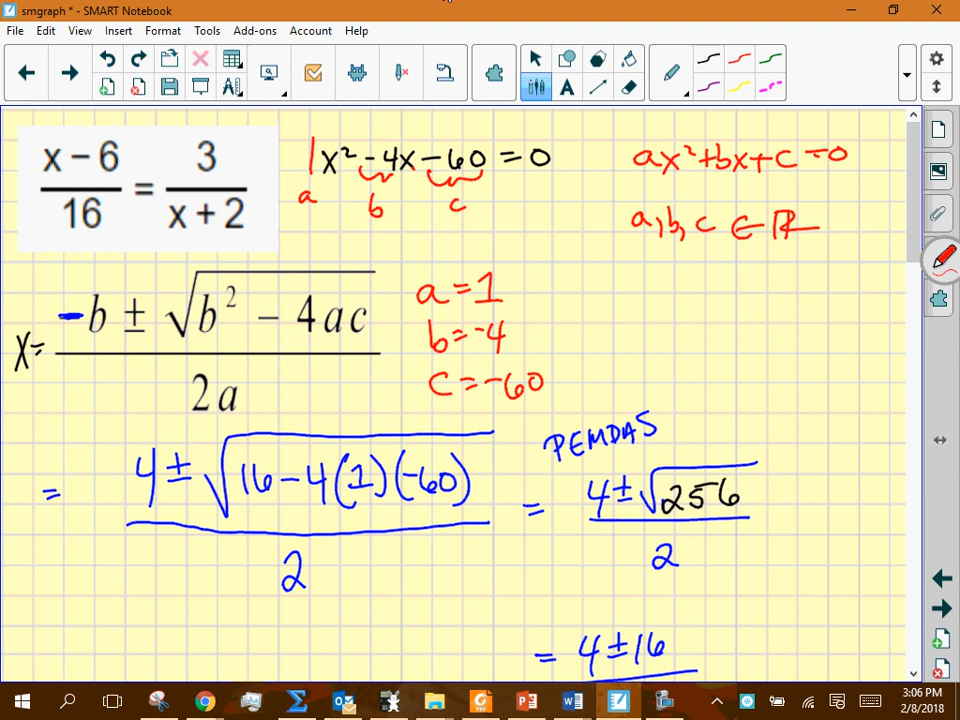 smgraph * - SMART Notebook
File Edit View Insert Format Tools Add-ons Account Help
x – 6 / 16 = 3 / x + 2
1x² - 4x - 60 = 0
a b c
ax² + bx + c = 0
a, b, c ∈ ℝ
x = -b ± √(b² – 4ac) / 2a
a = 1
b = -4
c = -60
= 4 ± √(16 - 4(1)(-60)) / 2
PEMDAS
= 4 ± √256 / 2
= 4 ± 16
3:06 PM
2/8/2018